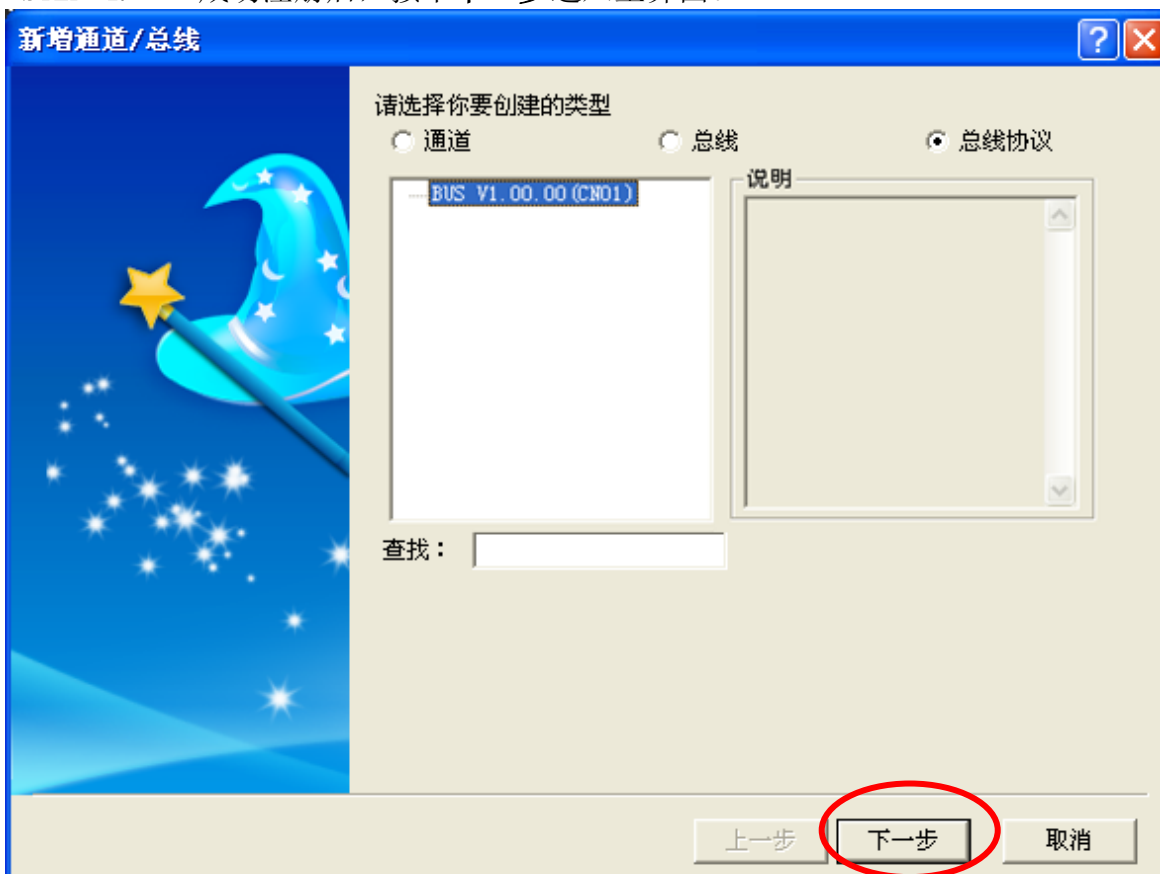 新增通道/总线
请选择你要创建的类型
通道 总线 总线协议
BUS V1.00.00(CN01)
说明
查找：
上一步 下一步 取消